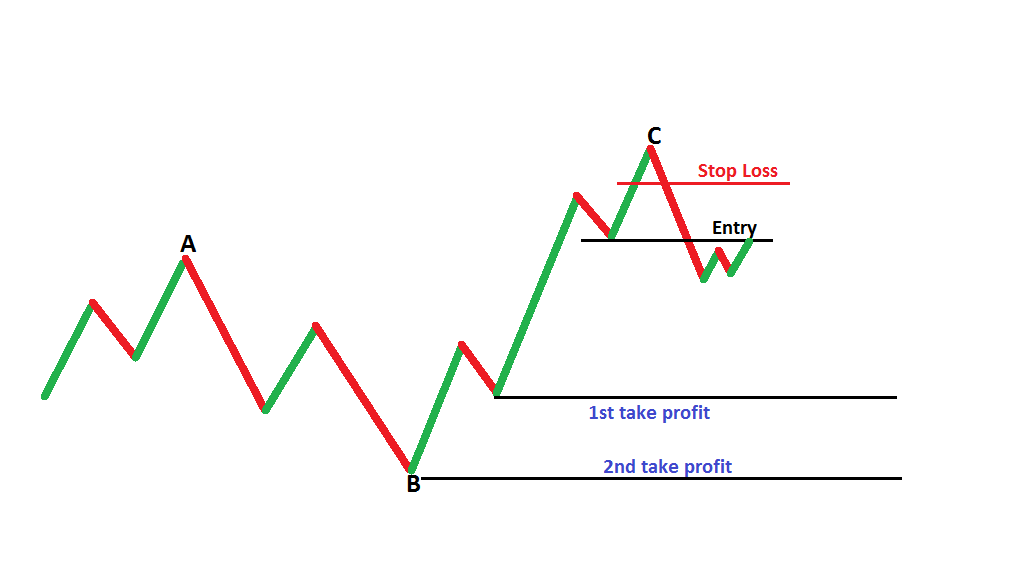 C
Stop Loss
Entry
A
1st take profit
2nd take profit
B